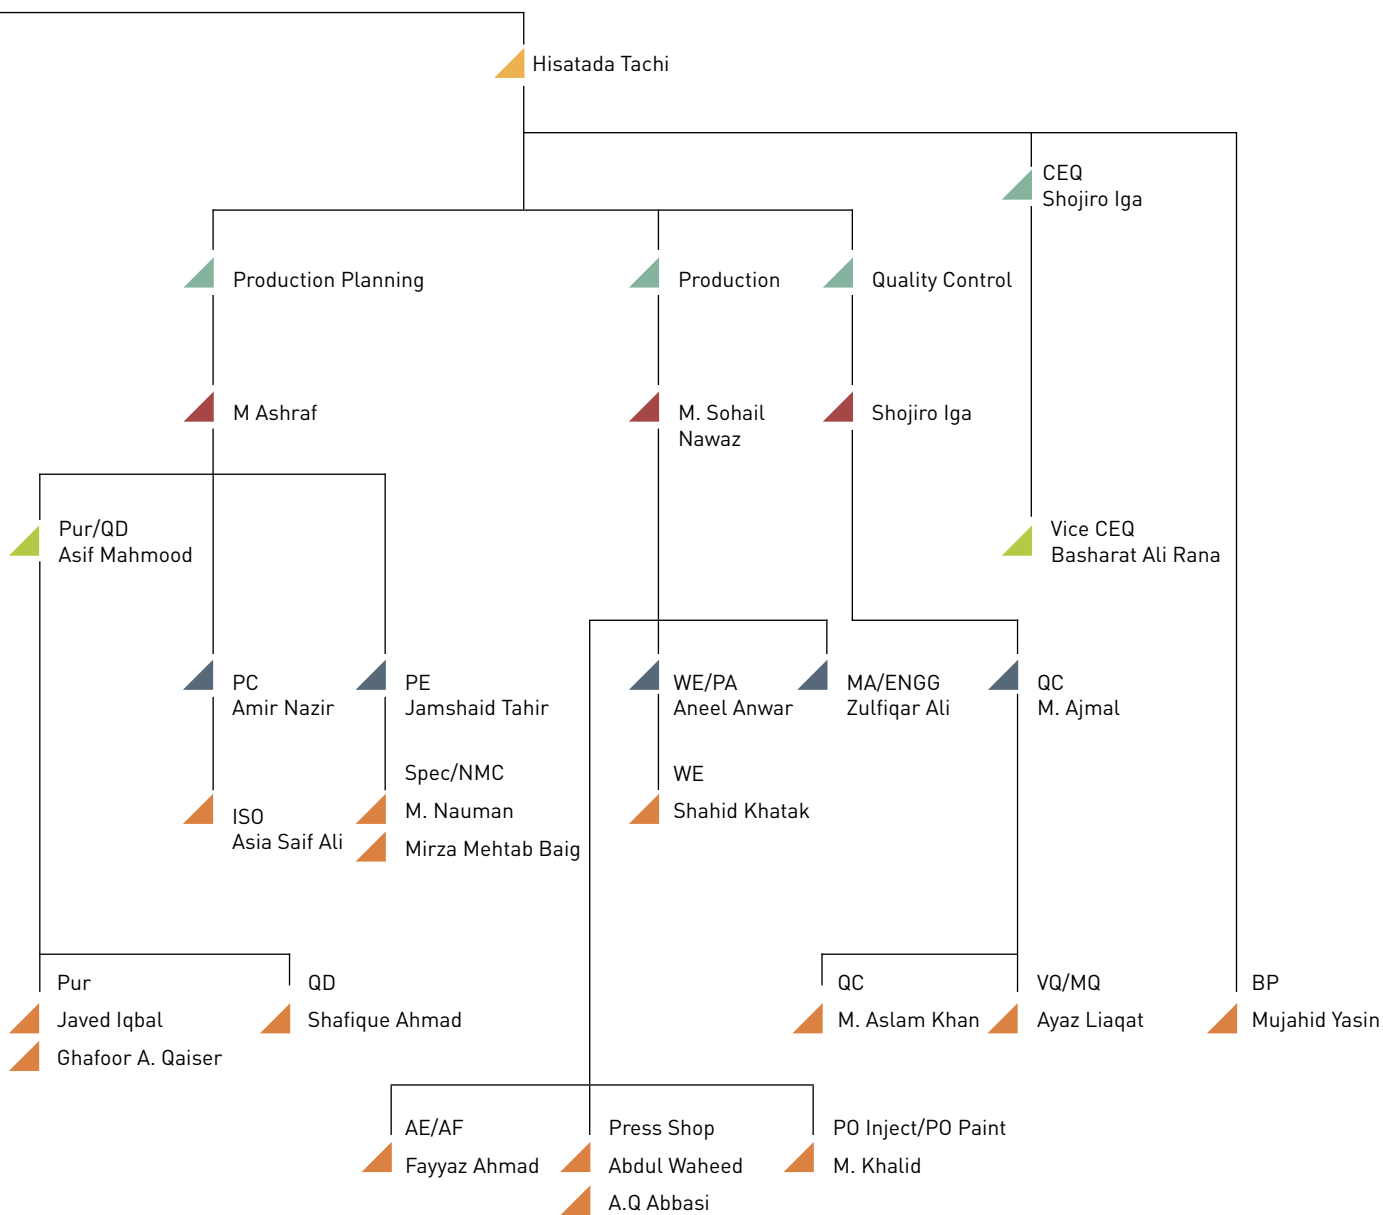 Hisatada Tachi
CEQ
Shojiro Iga
Production Planning
Production
Quality Control
M Ashraf
M. Sohail
Nawaz
Shojiro Iga
Pur/QD
Asif Mahmood
Vice CEQ
Basharat Ali Rana
PC
Amir Nazir
PE
Jamshaid Tahir
WE/PA
Aneel Anwar
MA/ENGG
Zulfiqar Ali
QC
M. Ajmal
ISO
Asia Saif Ali
Spec/NMC
M. Nauman
Mirza Mehtab Baig
WE
Shahid Khatak
Pur
Javed Iqbal
Ghafoor A. Qaiser
QD
Shafique Ahmad
QC
M. Aslam Khan
VQ/MQ
Ayaz Liaqat
BP
Mujahid Yasin
AE/AF
Fayyaz Ahmad
Press Shop
Abdul Waheed
A.Q Abbasi
PO Inject/PO Paint
M. Khalid